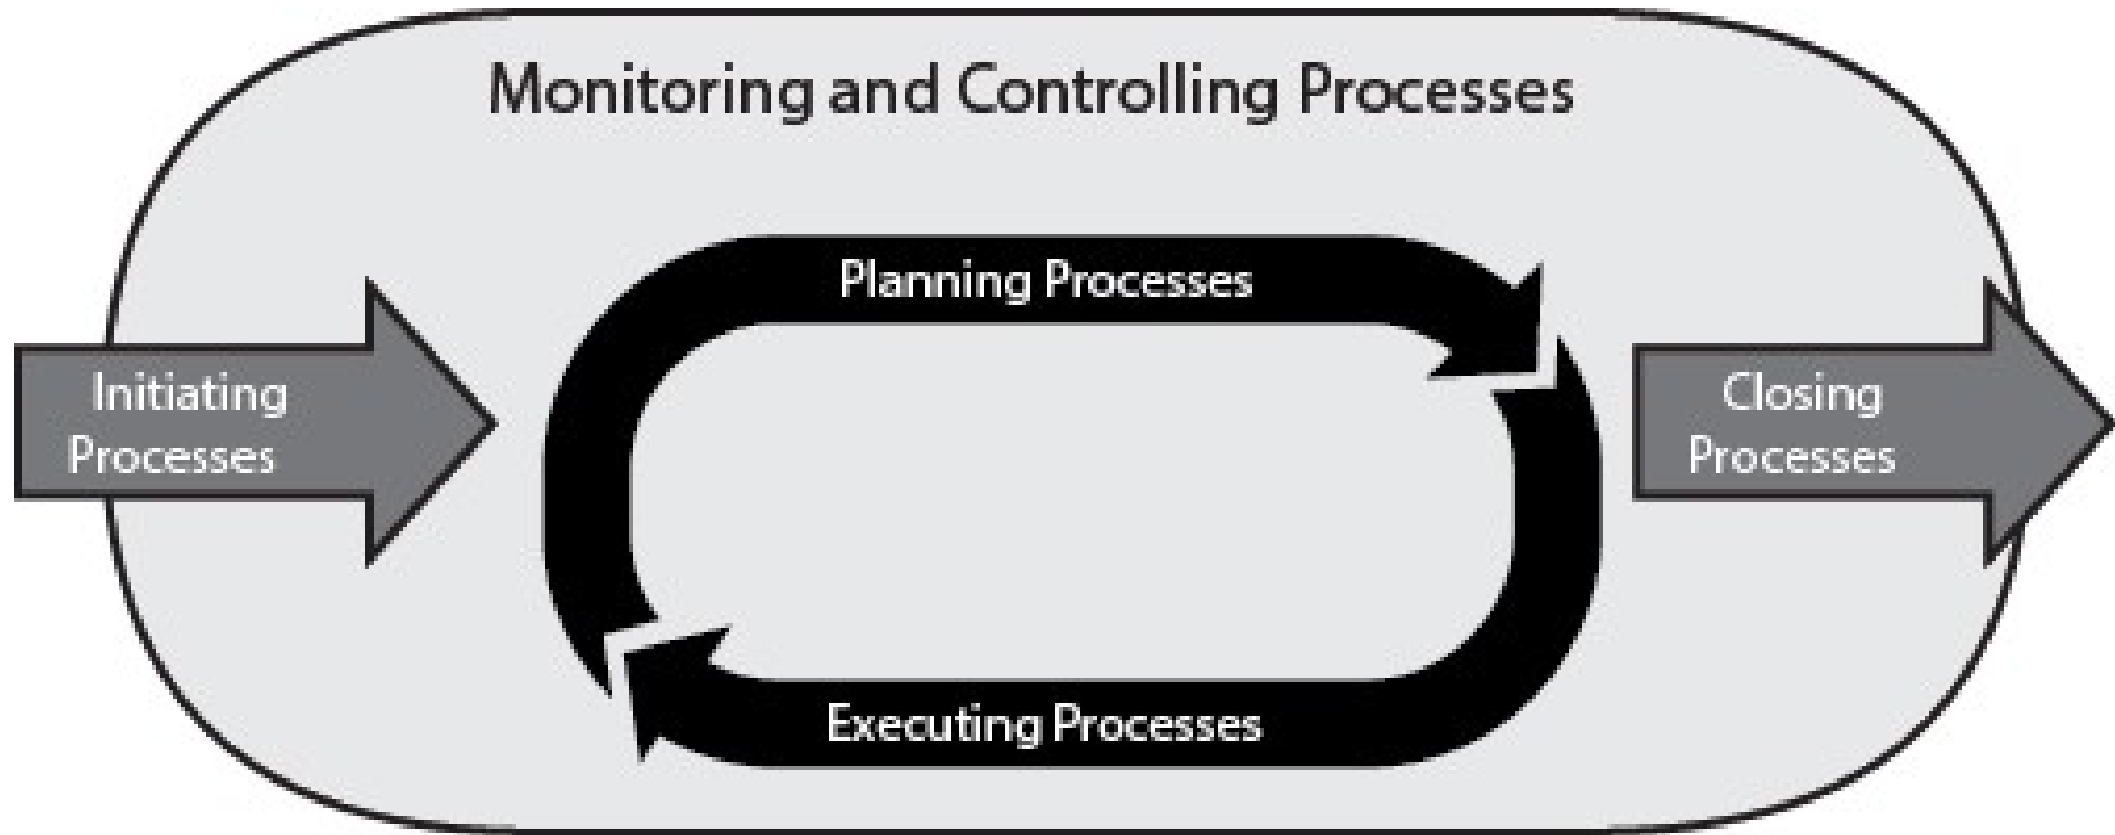 Monitoring and Controlling Processes
Planning Processes
Initiating
Processes
Closing
Processes
Executing Processes